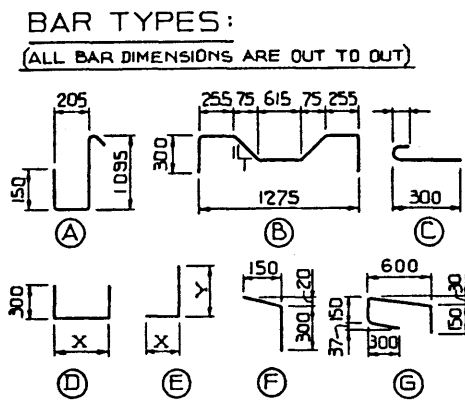 BAR TYPES:
(ALL BAR DIMENSIONS ARE OUT TO OUT)
205
150
1095
A
255 75 615 75 255
300
1L
1275
B
300
C
300
X
D
Y
X
E
150
20
300
F
600
30
150
150
37
300
G